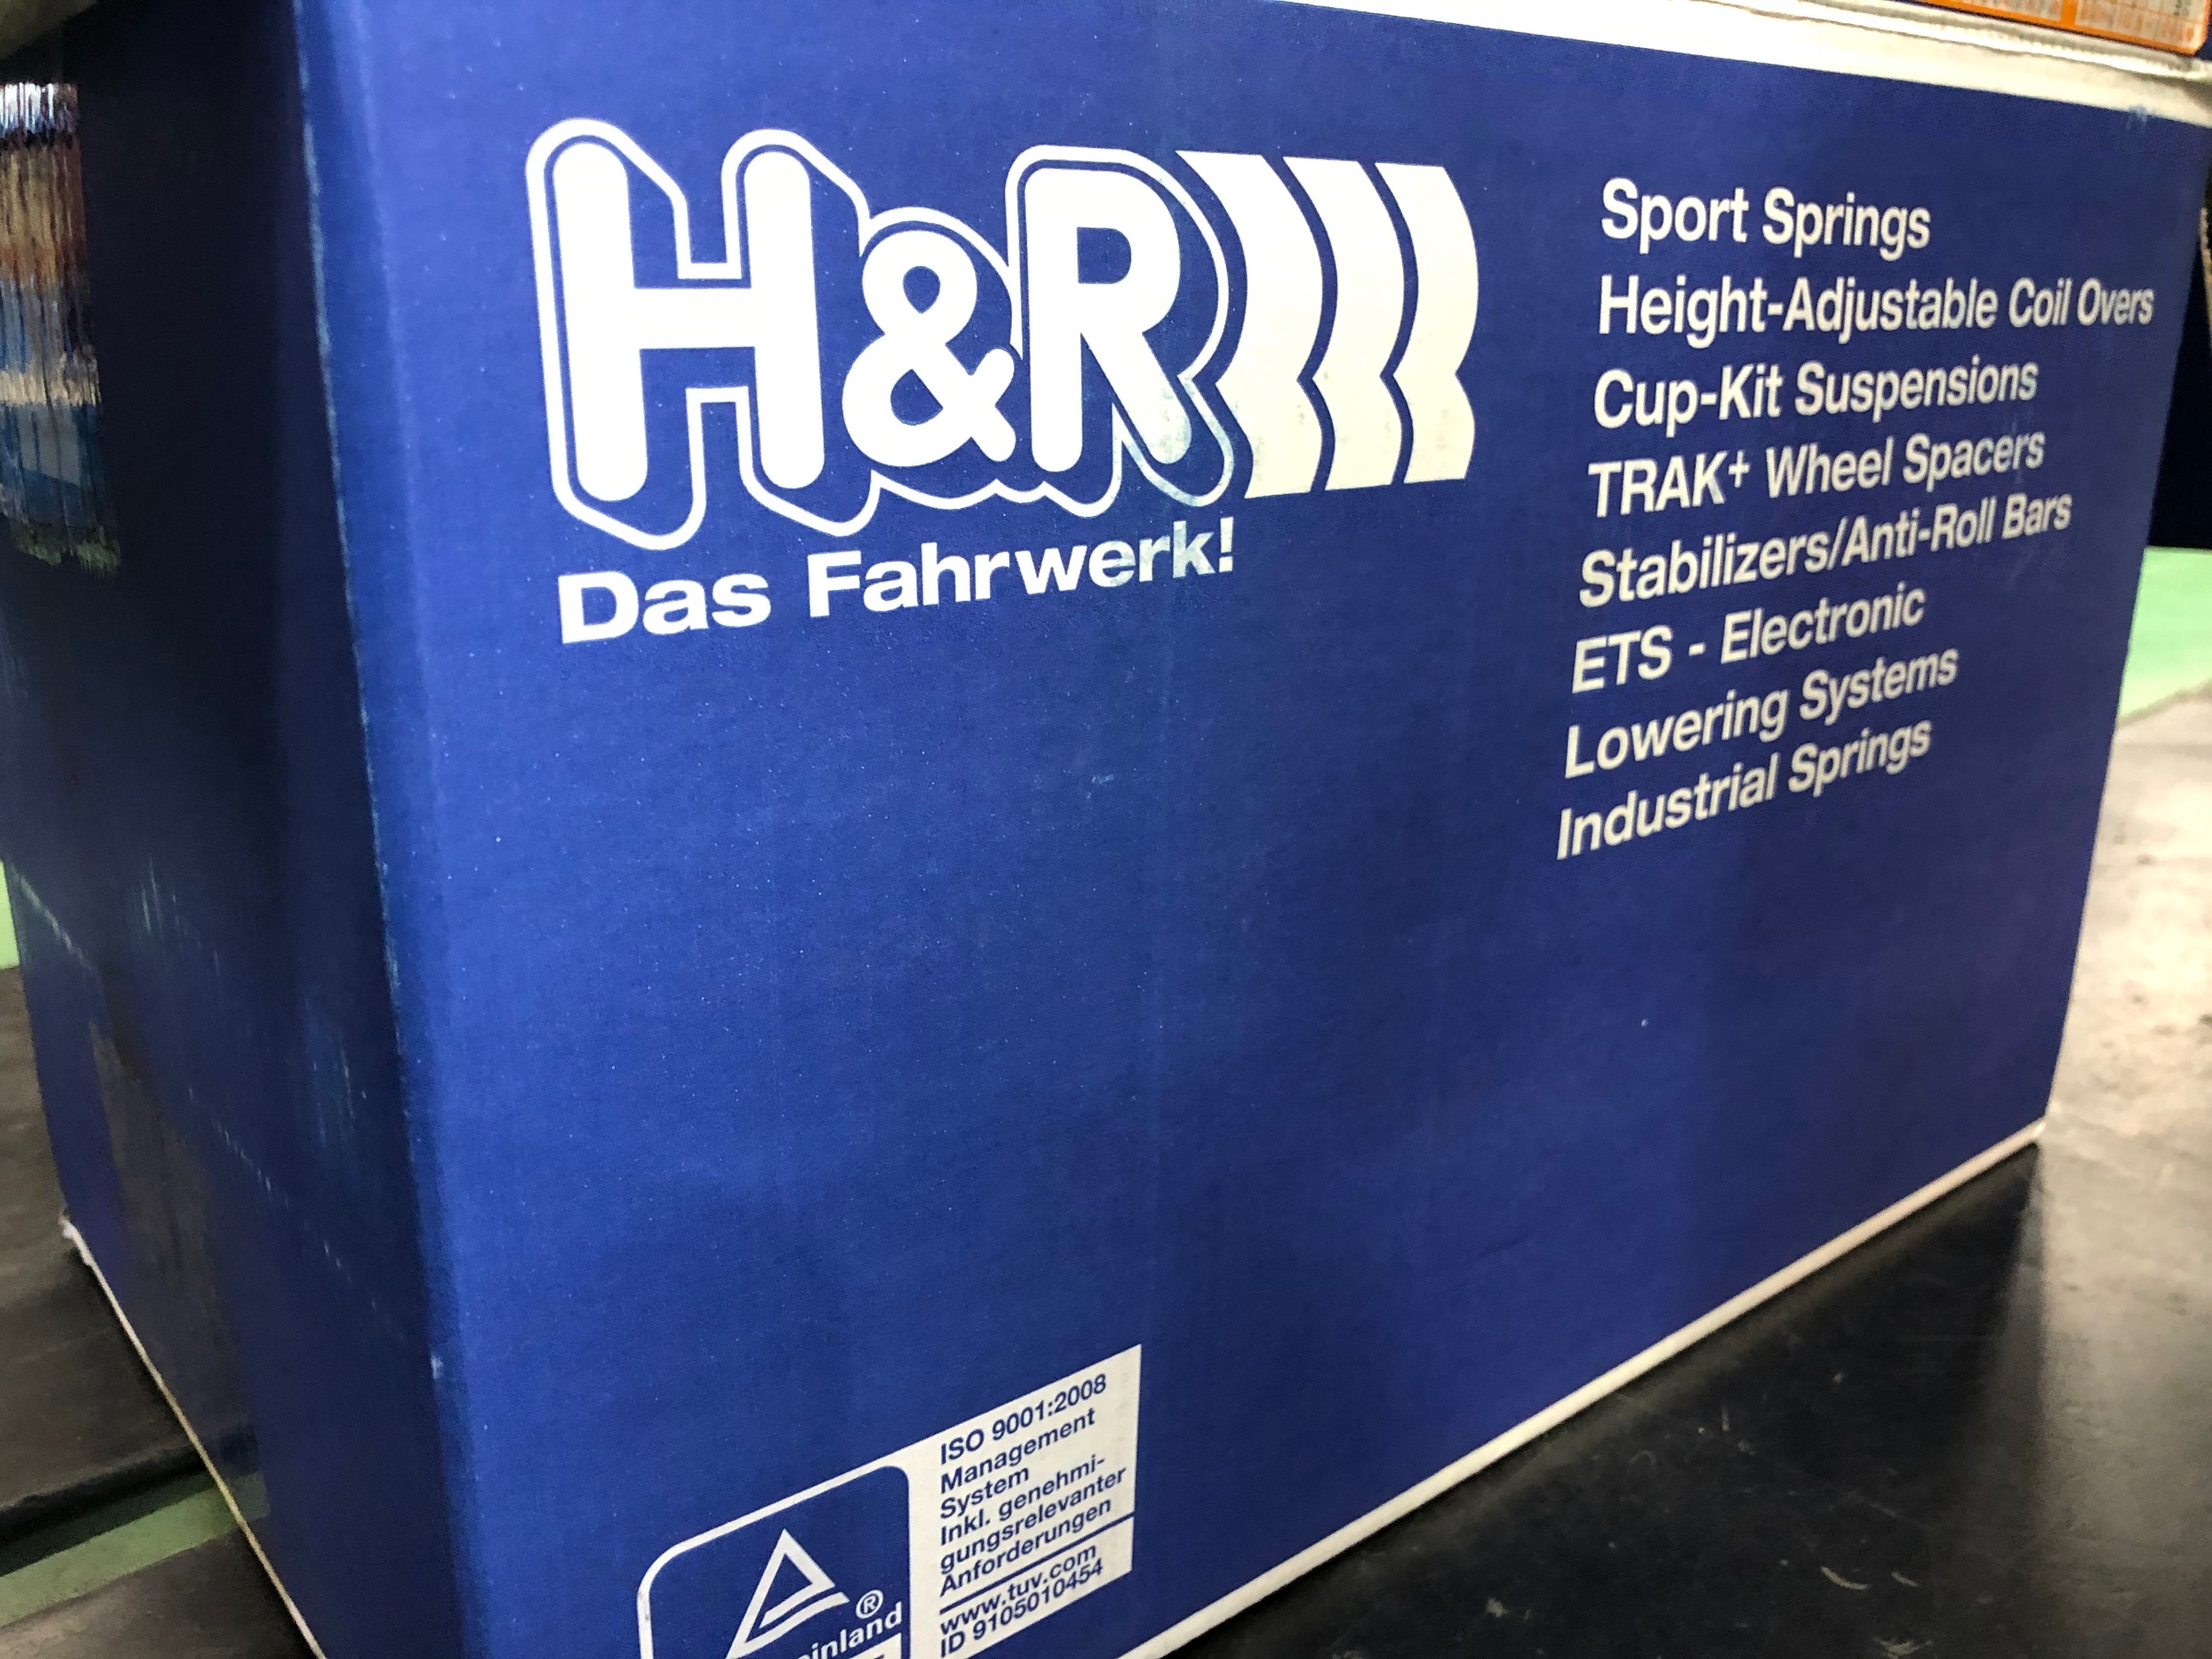 H&R
Das Fahrwerk!
Sport Springs
Height-Adjustable Coil Overs
Cup-Kit Suspensions
TRAK+ Wheel Spacers
Stabilizers/Anti-Roll Bars
ETS - Electronic
Lowering Systems
Industrial Springs
ISO 9001:2008
Management
System
Inkl. genehmi-
gungsrelevanter
Anforderungen
www.tuv.com
ID 9105010454
®